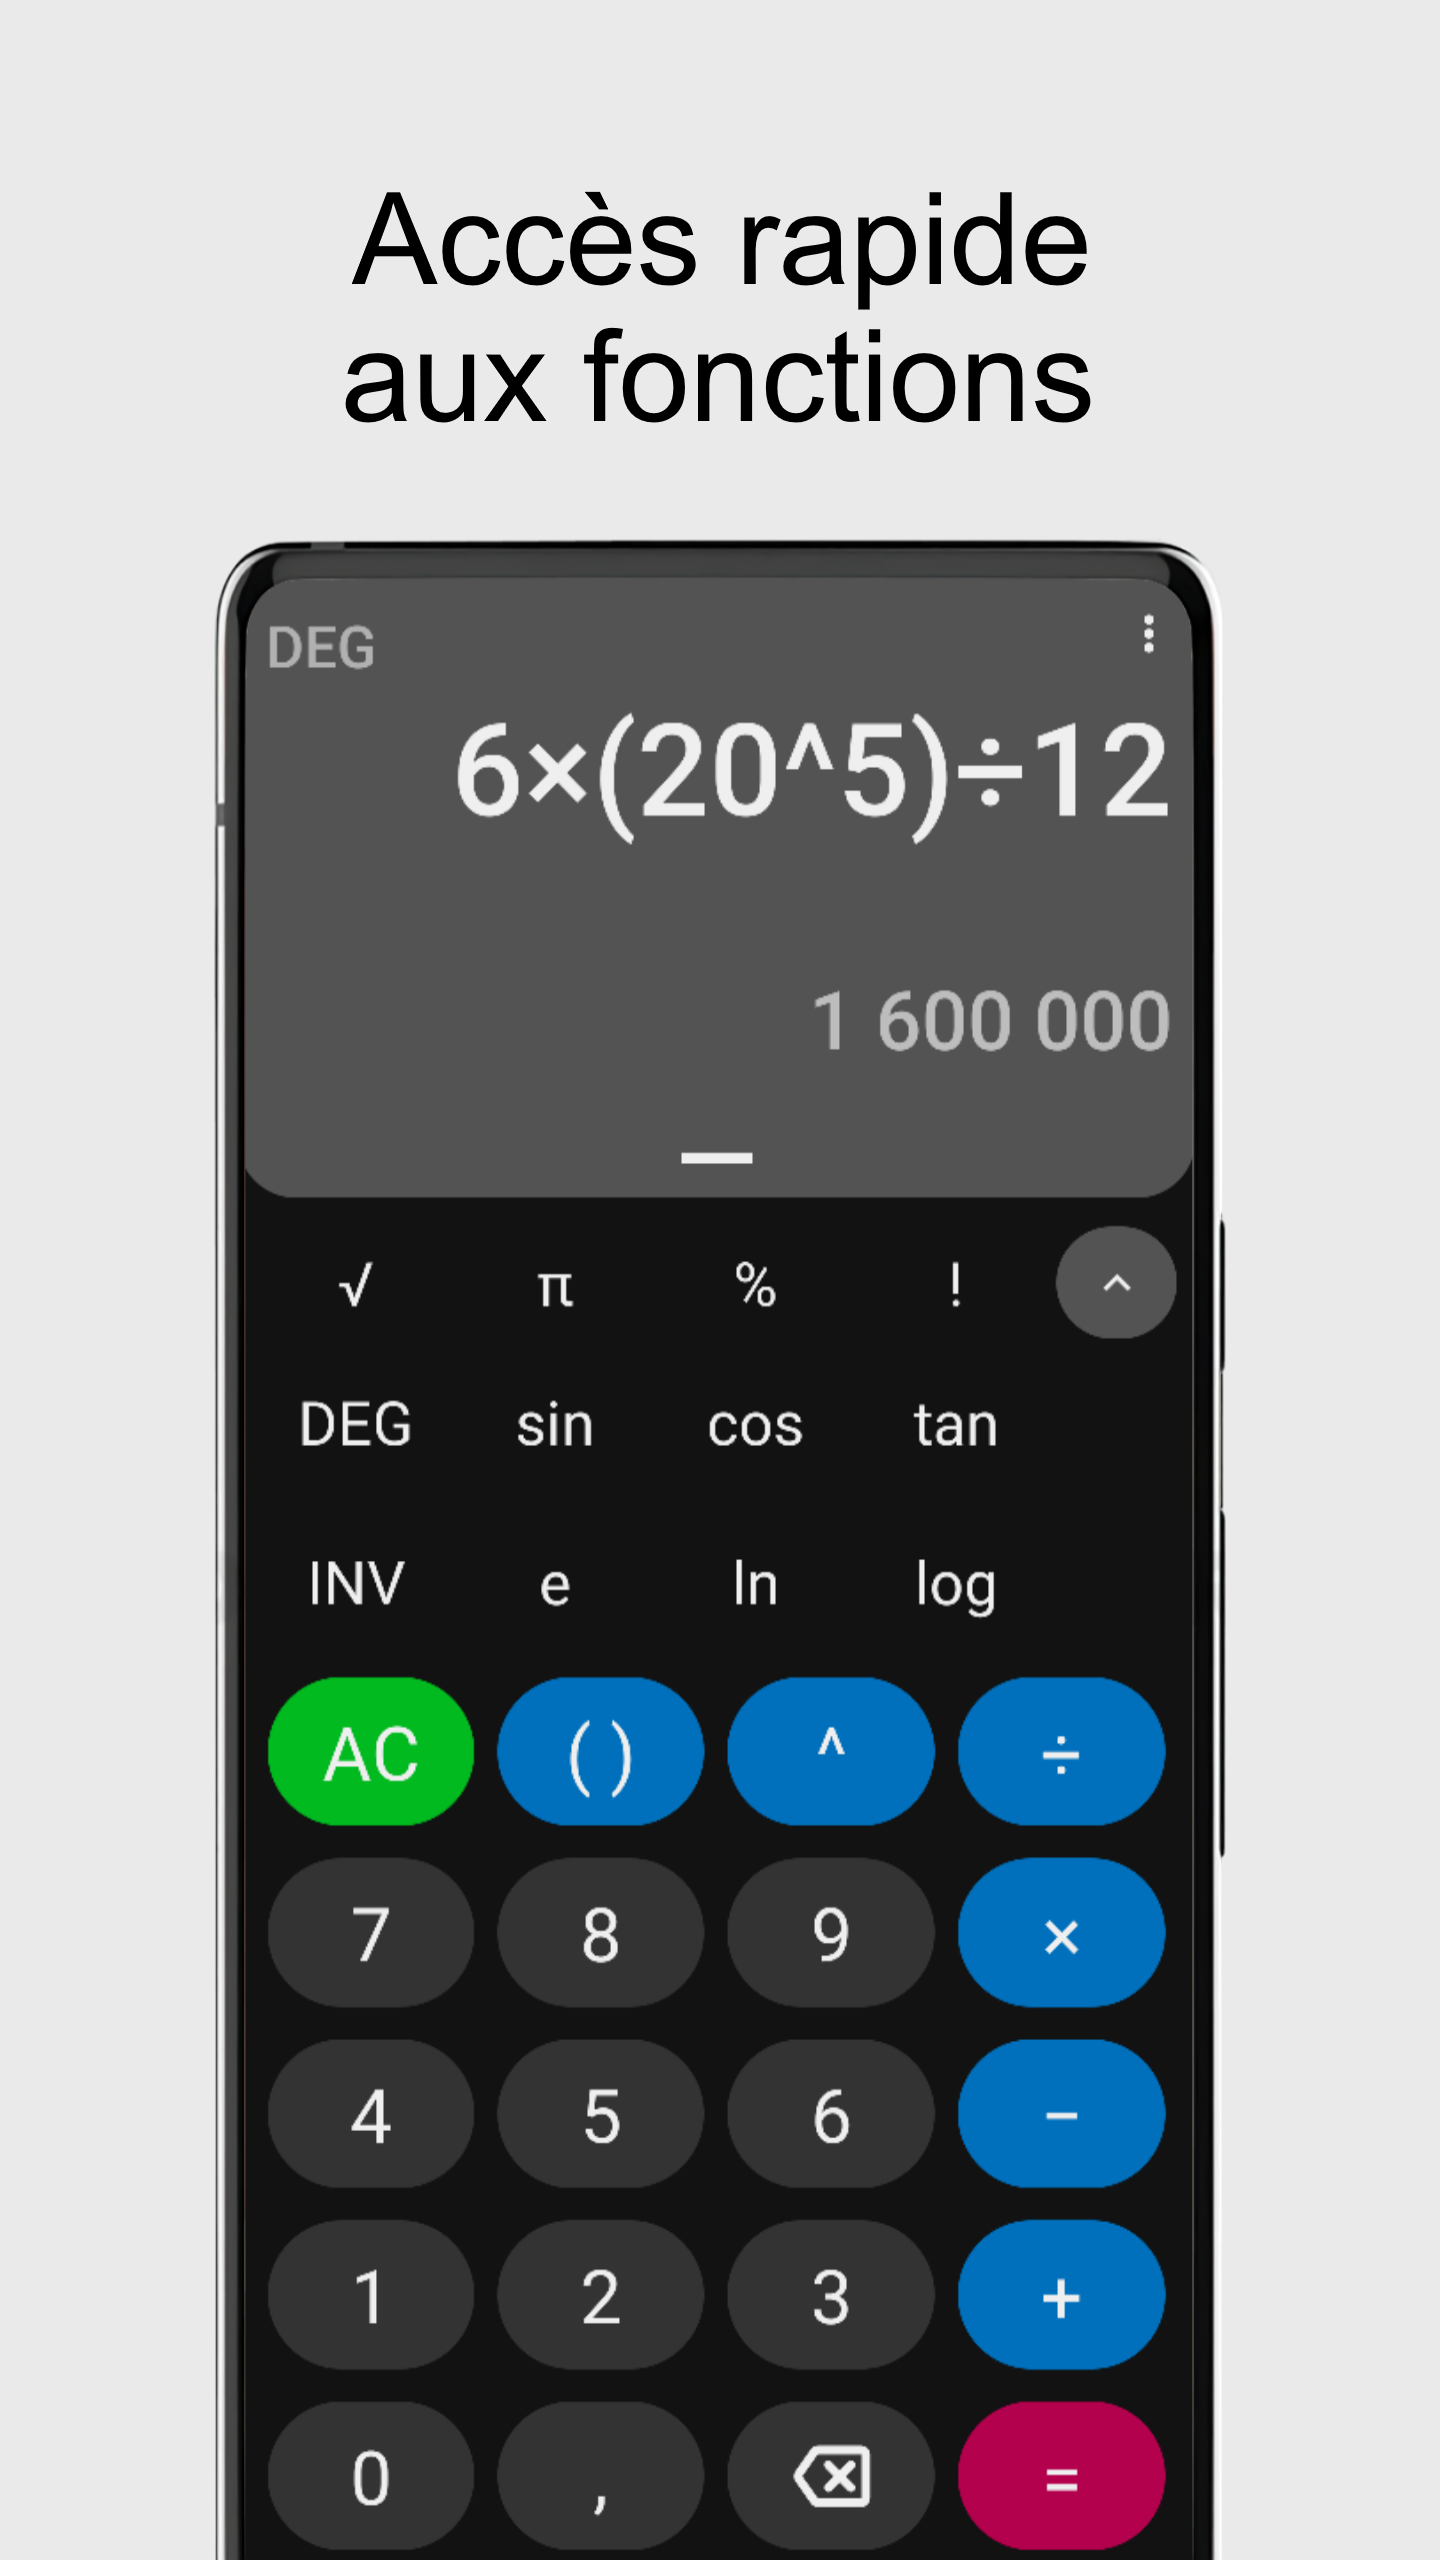 Accès rapide
aux fonctions
DEG
6×(20^5)÷12
1 600 000
√ π % ! ^
DEG sin cos tan
INV e ln log
AC ( ) ^ ÷
7 8 9 ×
4 5 6 −
1 2 3 +
0 , =